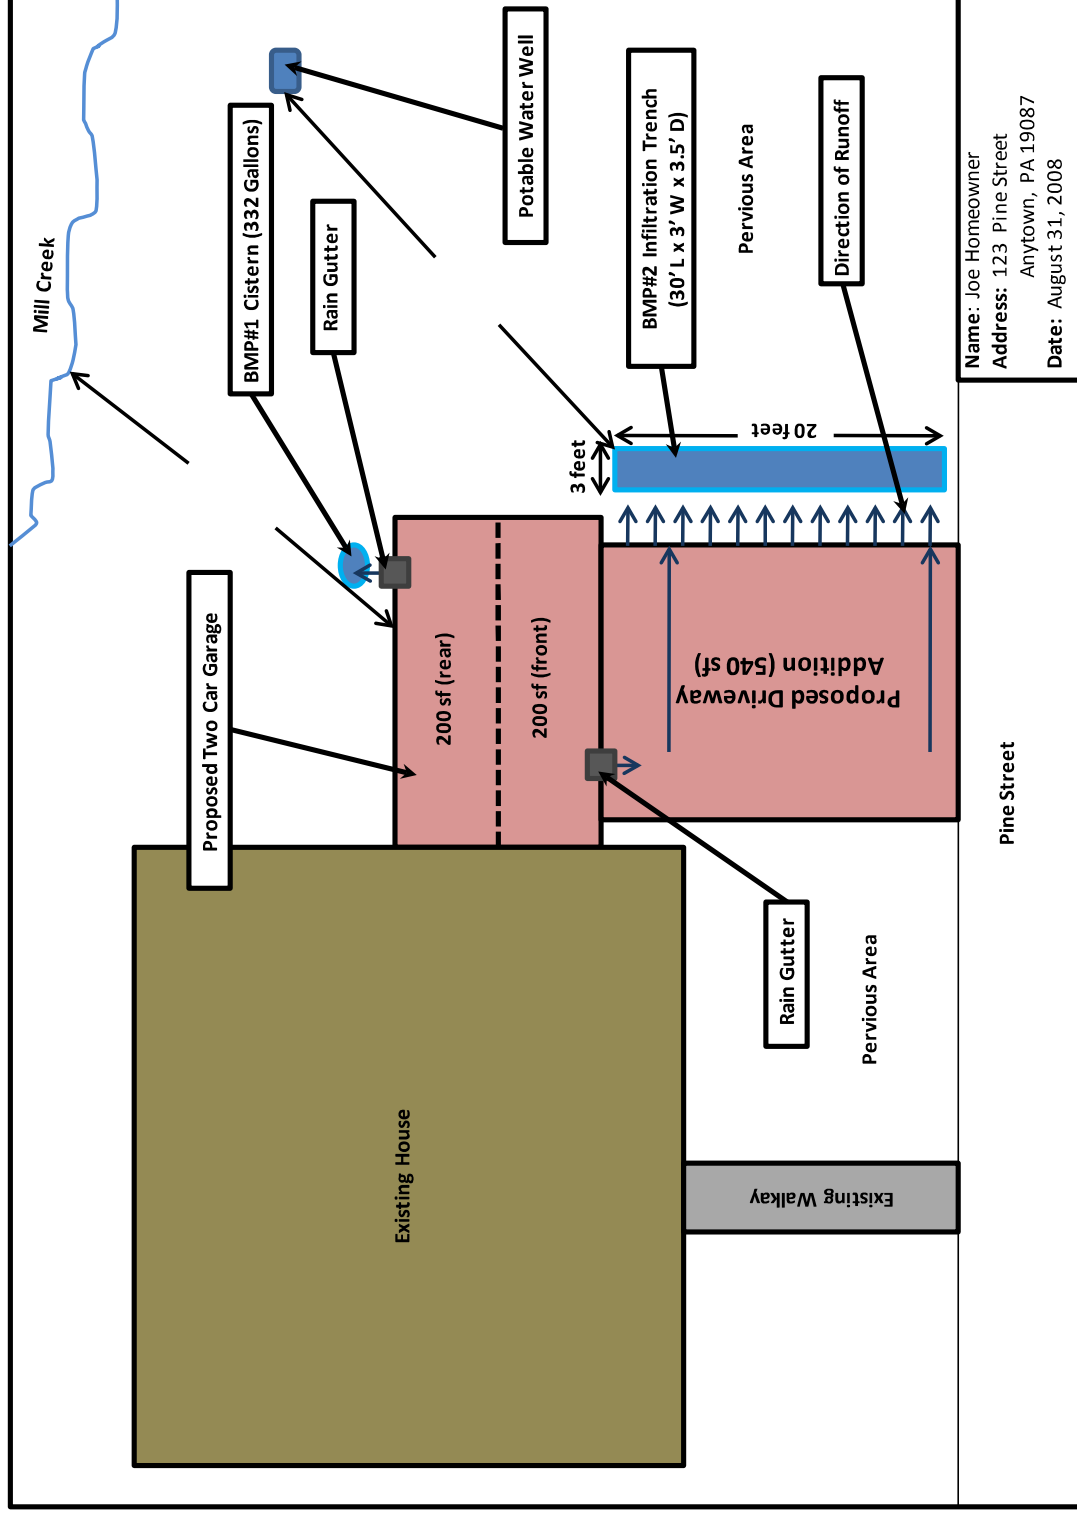 Mill Creek
BMP#1 Cistern (332 Gallons)
Rain Gutter
Potable Water Well
BMP#2 Infiltration Trench
(30' L x 3' W x 3.5' D)
Pervious Area
Direction of Runoff
3 feet
20 feet
Proposed Two Car Garage
200 sf (rear)
200 sf (front)
Proposed Driveway
Addition (540 sf)
Existing House
Rain Gutter
Pervious Area
Existing Walkay
Pine Street
Name: Joe Homeowner
Address: 123 Pine Street
Anytown, PA 19087
Date: August 31, 2008